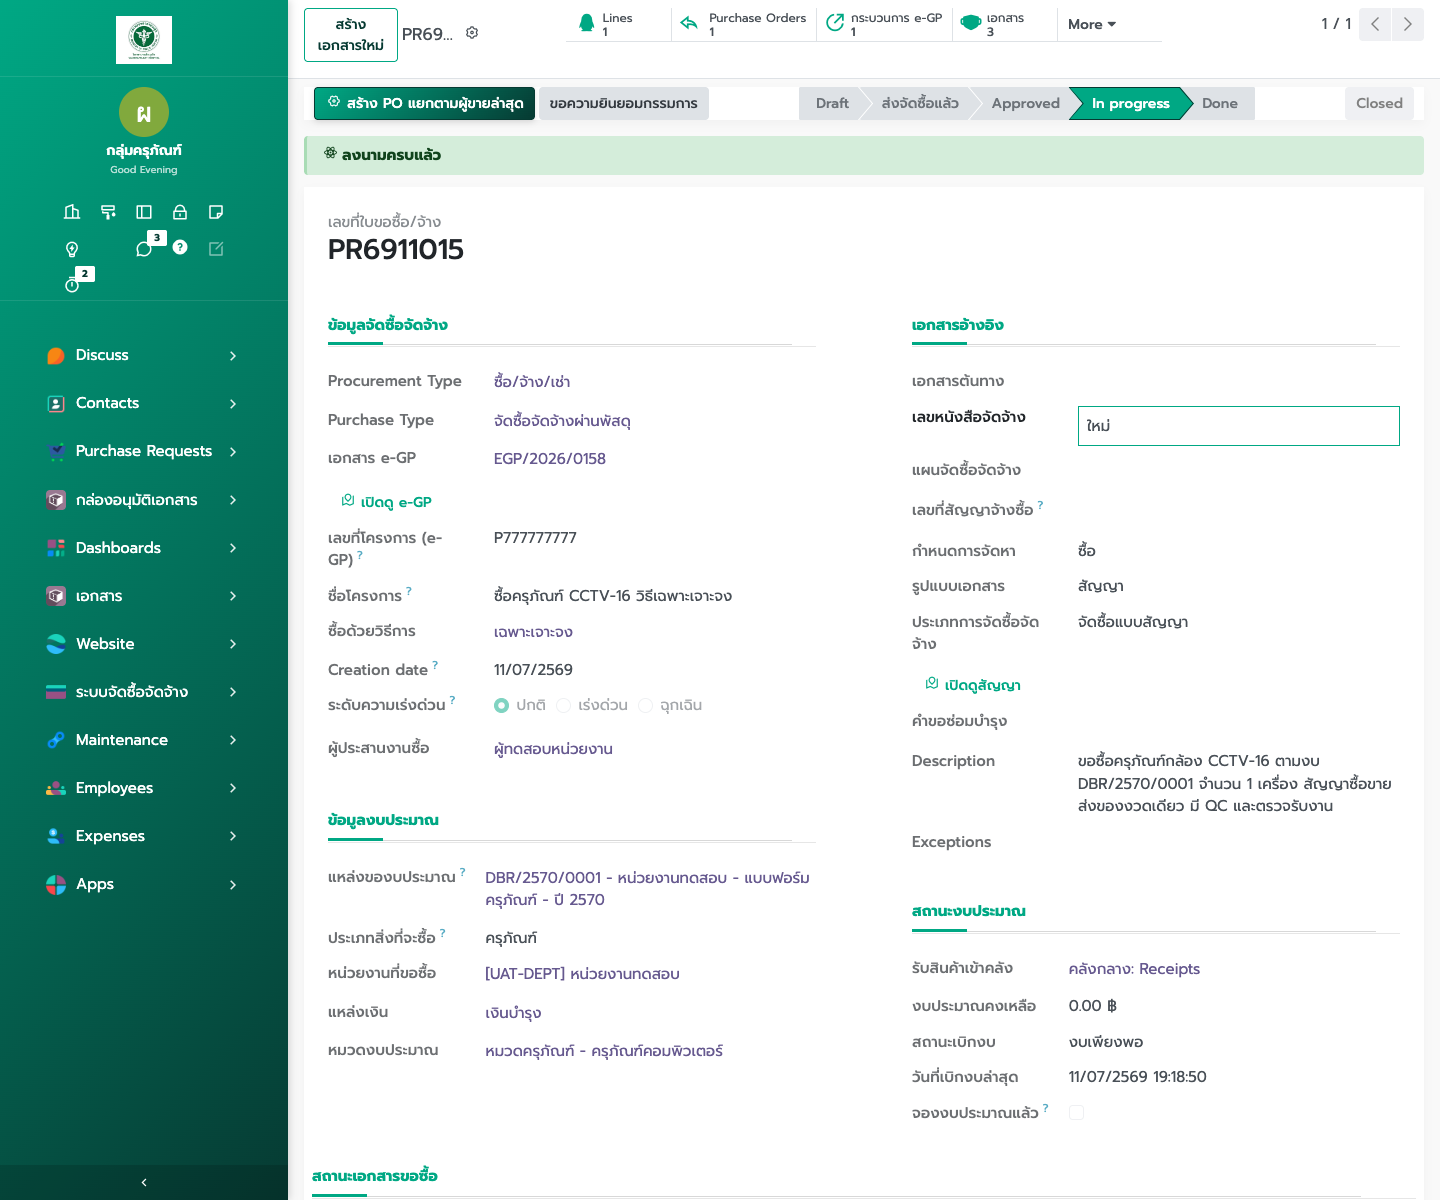 ผ
กลุ่มครุภัณฑ์
Good Evening
3
?
2
Discuss
Contacts
Purchase Requests
กล่องอนุมัติเอกสาร
Dashboards
เอกสาร
Website
ระบบจัดซื้อจัดจ้าง
Maintenance
Employees
Expenses
Apps
สร้าง
เอกสารใหม่
PR69...
Lines
1
Purchase Orders
1
กระบวนการ e-GP
1
เอกสาร
3
More
1 / 1
สร้าง PO แยกตามผู้ขายล่าสุด
ขอความยินยอมกรรมการ
Draft
ส่งจัดซื้อแล้ว
Approved
In progress
Done
Closed
ลงนามครบแล้ว
เลขที่ใบขอซื้อ/จ้าง
PR6911015
ข้อมูลจัดซื้อจัดจ้าง
Procurement Type ซื้อ/จ้าง/เช่า
Purchase Type จัดซื้อจัดจ้างผ่านพัสดุ
เอกสาร e-GP EGP/2026/0158
เปิดดู e-GP
เลขที่โครงการ (e-
GP) ? P777777777
ชื่อโครงการ ? ซื้อครุภัณฑ์ CCTV-16 วิธีเฉพาะเจาะจง
ซื้อด้วยวิธีการ เฉพาะเจาะจง
Creation date ? 11/07/2569
ระดับความเร่งด่วน ? ปกติ เร่งด่วน ฉุกเฉิน
ผู้ประสานงานซื้อ ผู้ทดสอบหน่วยงาน
ข้อมูลงบประมาณ
แหล่งของบประมาณ ? DBR/2570/0001 - หน่วยงานทดสอบ - แบบฟอร์ม
ครุภัณฑ์ - ปี 2570
ประเภทสิ่งที่จะซื้อ ? ครุภัณฑ์
หน่วยงานที่ขอซื้อ [UAT-DEPT] หน่วยงานทดสอบ
แหล่งเงิน เงินบำรุง
หมวดงบประมาณ หมวดครุภัณฑ์ - ครุภัณฑ์คอมพิวเตอร์
เอกสารอ้างอิง
เอกสารต้นทาง
เลขหนังสือจัดจ้าง ใหม่
แผนจัดซื้อจัดจ้าง
เลขที่สัญญาจ้างซื้อ ?
กำหนดการจัดหา ซื้อ
รูปแบบเอกสาร สัญญา
ประเภทการจัดซื้อจัด
จ้าง จัดซื้อแบบสัญญา
เปิดดูสัญญา
คำขอซ่อมบำรุง
Description ขอซื้อครุภัณฑ์กล้อง CCTV-16 ตามงบ
DBR/2570/0001 จำนวน 1 เครื่อง สัญญาซื้อขาย
ส่งของงวดเดียว มี QC และตรวจรับงาน
Exceptions
สถานะงบประมาณ
รับสินค้าเข้าคลัง คลังกลาง: Receipts
งบประมาณคงเหลือ 0.00 ฿
สถานะเบิกงบ งบเพียงพอ
วันที่เบิกงบล่าสุด 11/07/2569 19:18:50
จองงบประมาณแล้ว ?
สถานะเอกสารขอซื้อ